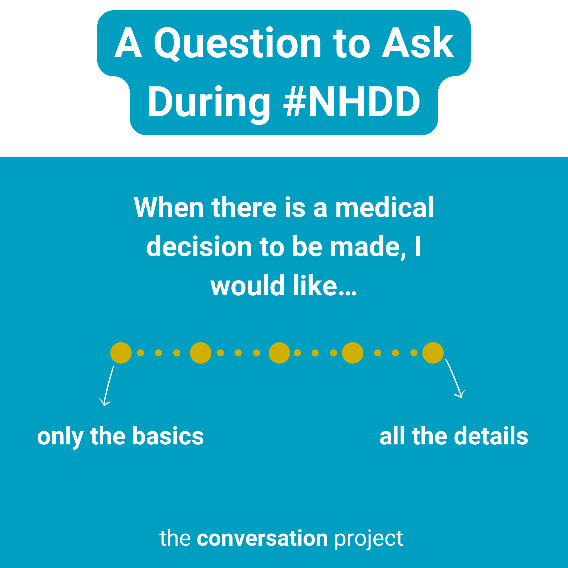 A Question to Ask
During #NHDD
When there is a medical
decision to be made, I
would like...
only the basics
all the details
the conversation project